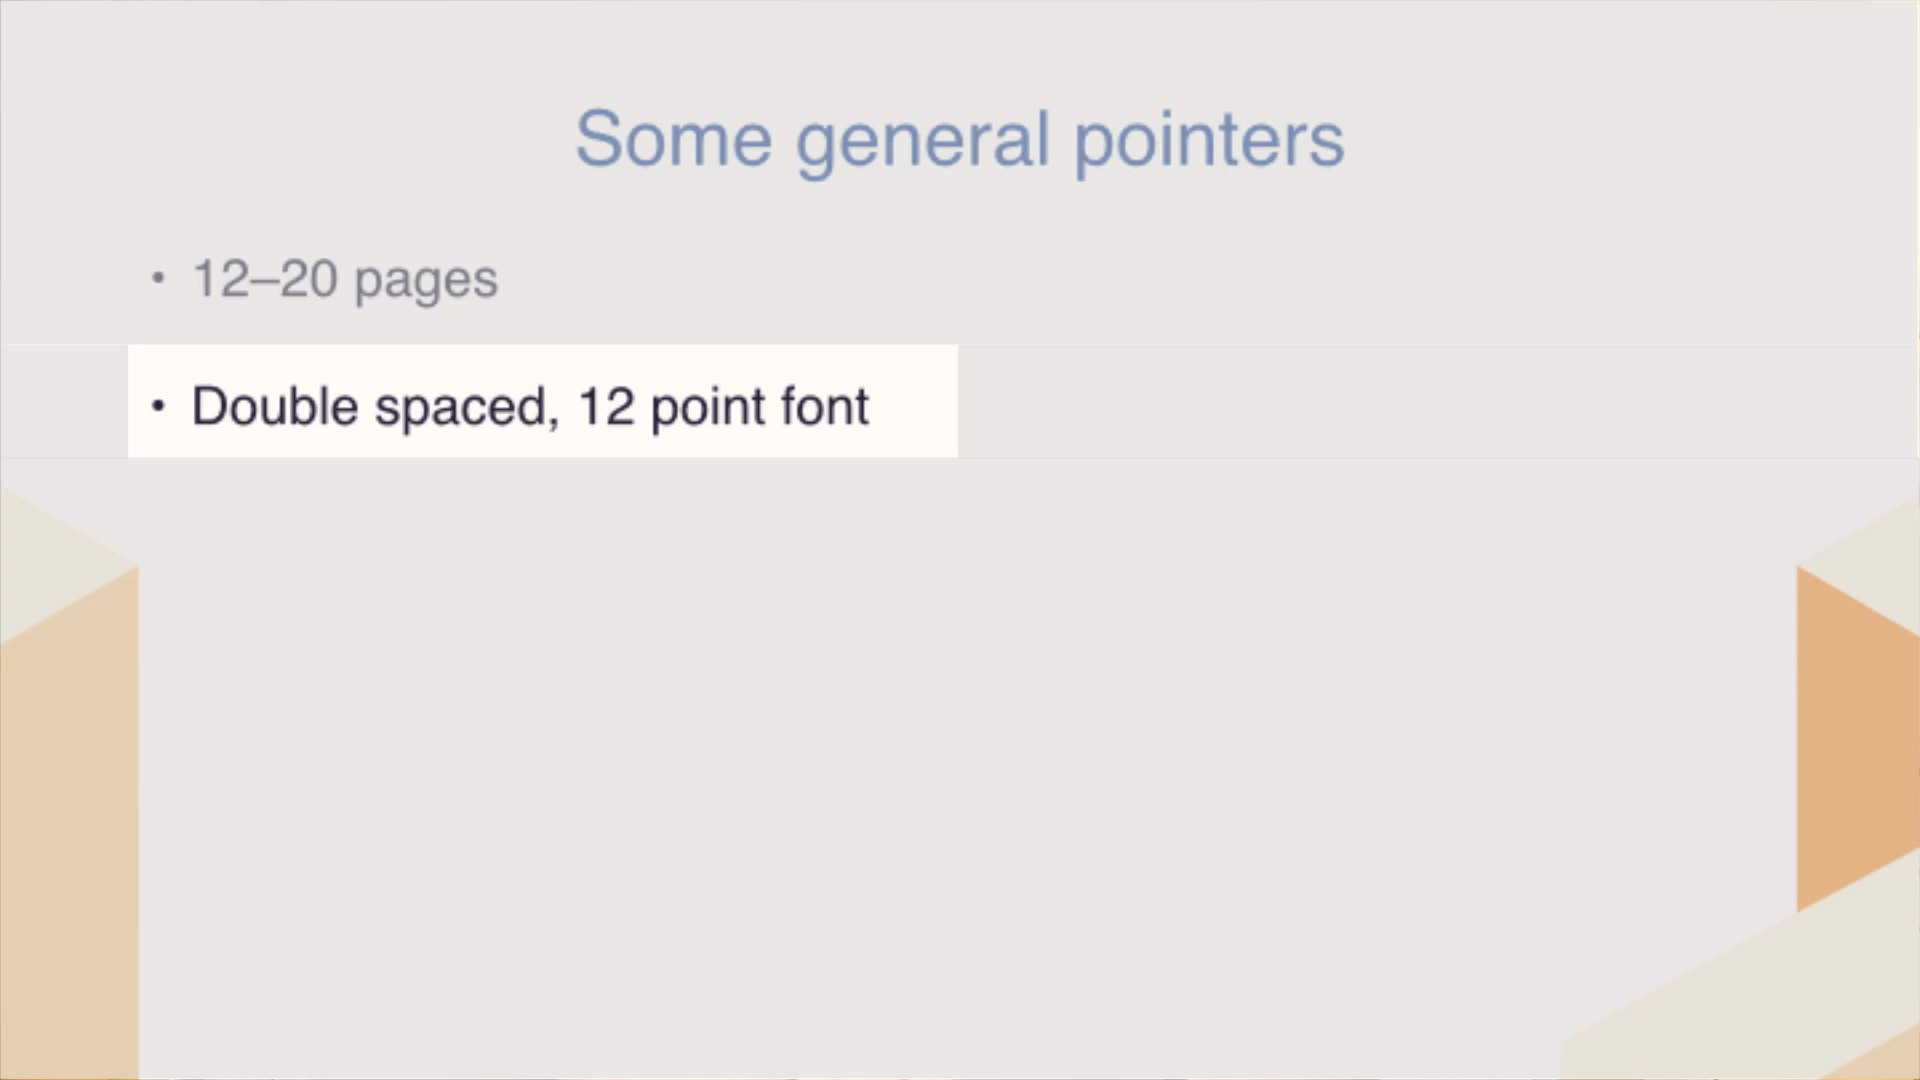 Some general pointers
• 12–20 pages
• Double spaced, 12 point font